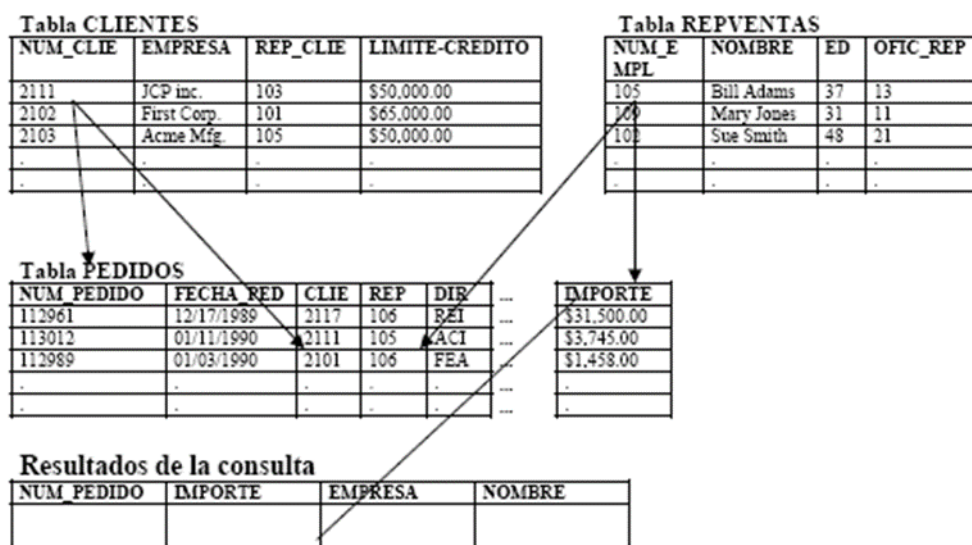 Tabla CLIENTES
NUM_CLIE EMPRESA REP_CLIE LIMITE-CREDITO
2111 JCP inc. 103 $50,000.00
2102 First Corp. 101 $65,000.00
2103 Acme Mfg. 105 $50,000.00
. . . .
. . . .
Tabla REPVENTAS
NUM_E NOMBRE ED OFIC_REP
MPL
105 Bill Adams 37 13
109 Mary Jones 31 11
102 Sue Smith 48 21
. . . .
. . . .
Tabla PEDIDOS
NUM_PEDIDO FECHA_RED CLIE REP DIR ... IMPORTE
112961 12/17/1989 2117 106 REI ... $31,500.00
113012 01/11/1990 2111 105 ACI ... $3,745.00
112989 01/03/1990 2101 106 FEA ... $1,458.00
. . . . . ... .
. . . . . ... .
Resultados de la consulta
NUM_PEDIDO IMPORTE EMPRESA NOMBRE